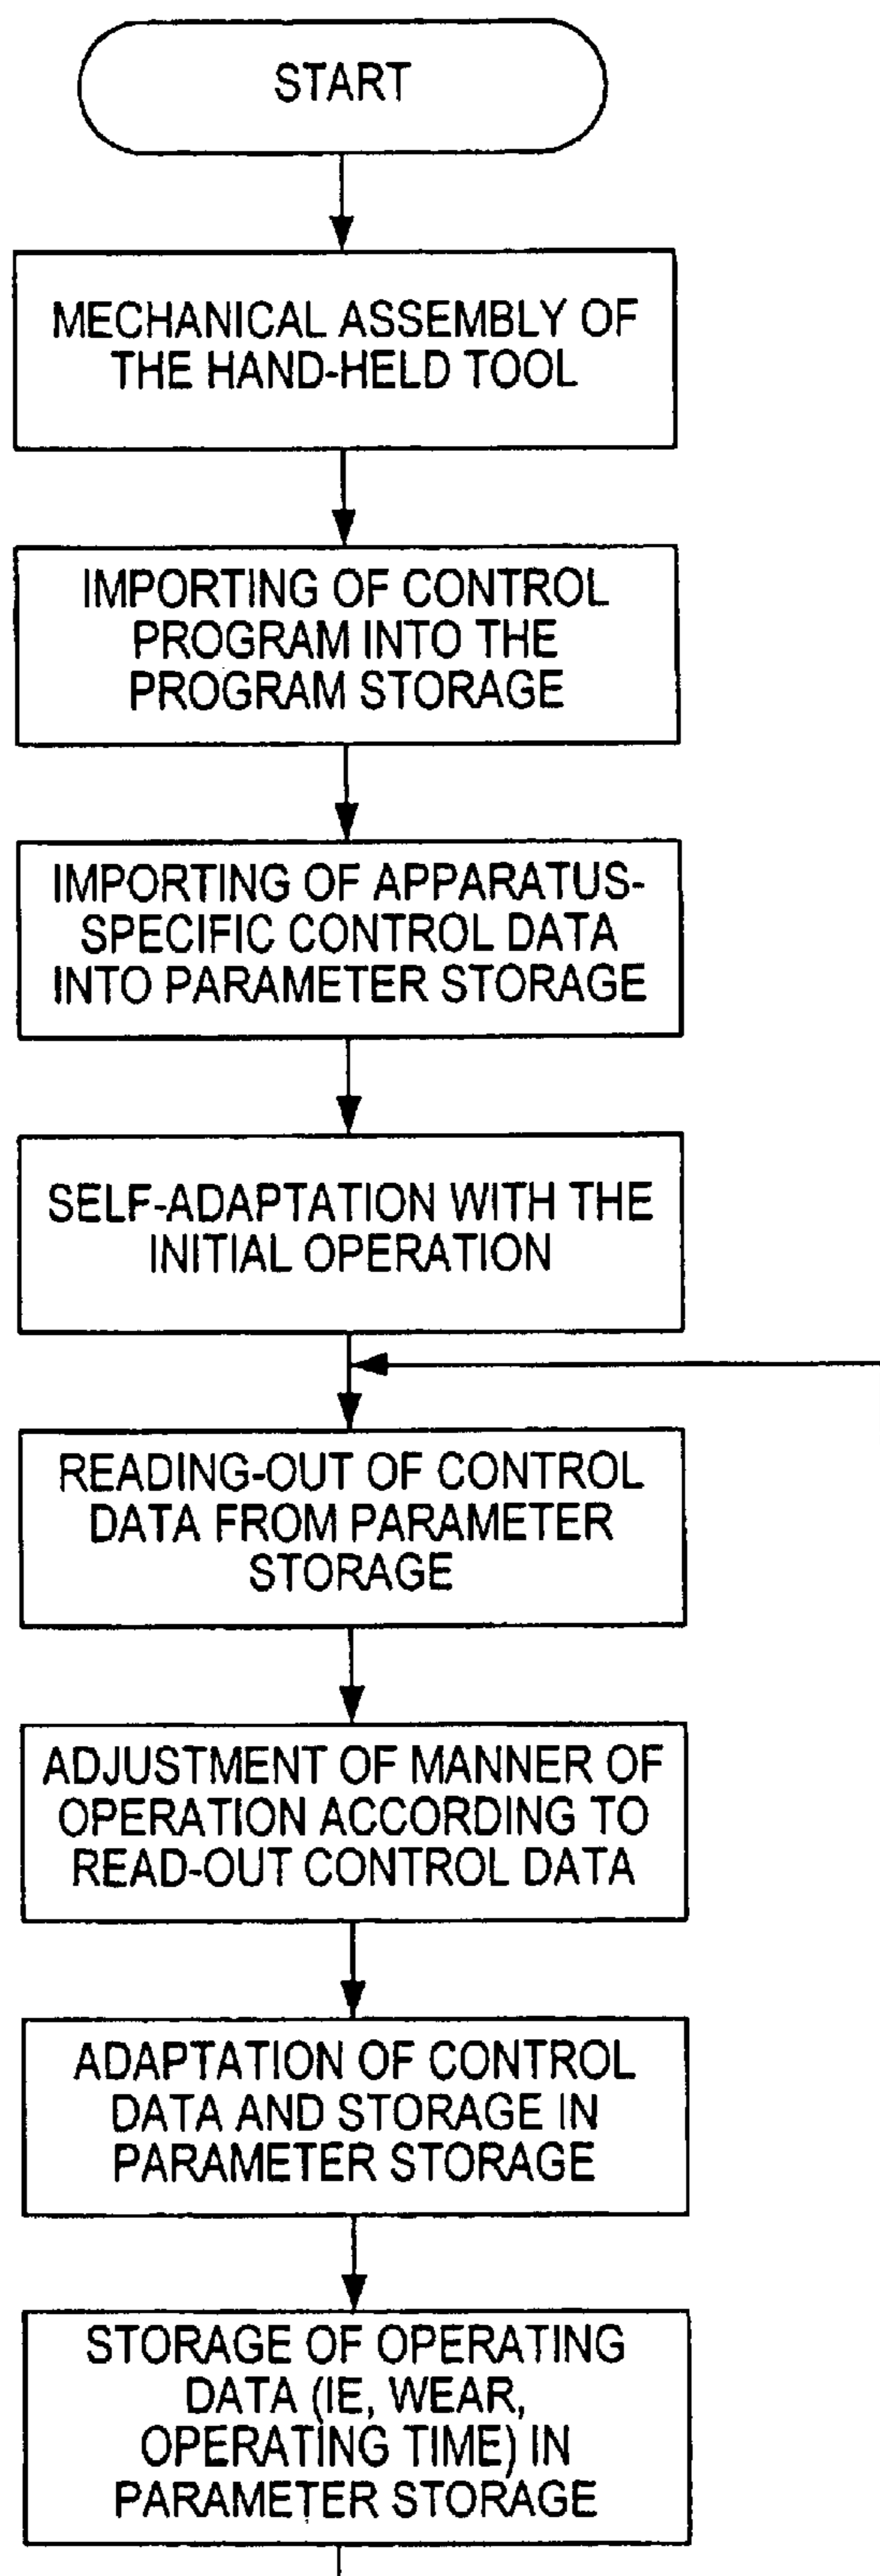 START
MECHANICAL ASSEMBLY OF
THE HAND-HELD TOOL
IMPORTING OF CONTROL
PROGRAM INTO THE
PROGRAM STORAGE
IMPORTING OF APPARATUS-
SPECIFIC CONTROL DATA
INTO PARAMETER STORAGE
SELF-ADAPTATION WITH THE
INITIAL OPERATION
READING-OUT OF CONTROL
DATA FROM PARAMETER
STORAGE
ADJUSTMENT OF MANNER OF
OPERATION ACCORDING TO
READ-OUT CONTROL DATA
ADAPTATION OF CONTROL
DATA AND STORAGE IN
PARAMETER STORAGE
STORAGE OF OPERATING
DATA (IE, WEAR,
OPERATING TIME) IN
PARAMETER STORAGE